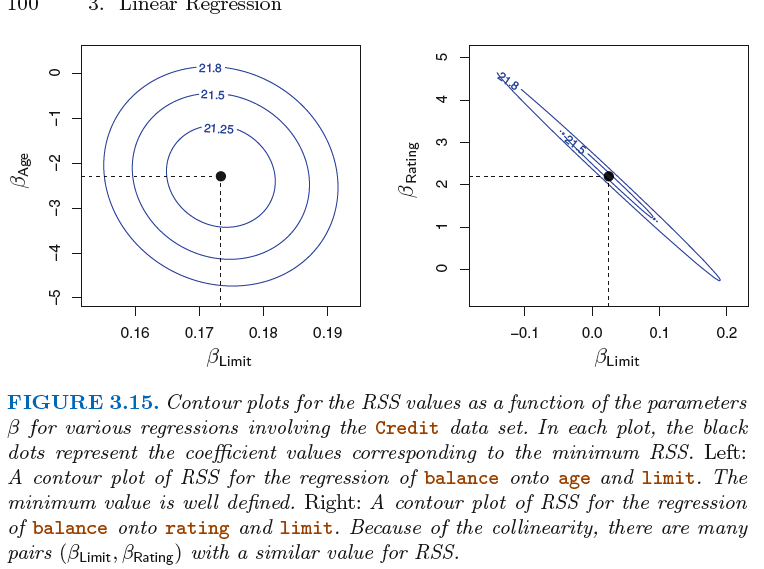 100 3. Linear Regression
21.8
21.5
21.25
0
−1
−2
−3
−4
−5
βAge
0.16 0.17 0.18 0.19
βLimit
21.8
21.5
5
4
3
2
1
0
βRating
−0.1 0.0 0.1 0.2
βLimit
FIGURE 3.15. Contour plots for the RSS values as a function of the parameters
β for various regressions involving the Credit data set. In each plot, the black
dots represent the coefficient values corresponding to the minimum RSS. Left:
A contour plot of RSS for the regression of balance onto age and limit. The
minimum value is well defined. Right: A contour plot of RSS for the regression
of balance onto rating and limit. Because of the collinearity, there are many
pairs (βLimit, βRating) with a similar value for RSS.